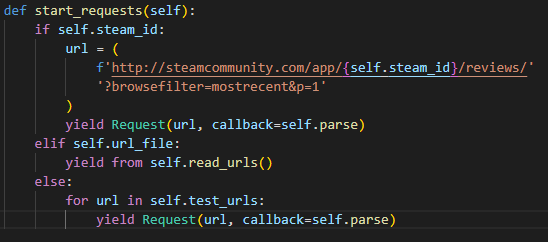 def start_requests(self):
    if self.steam_id:
        url = (
            f'http://steamcommunity.com/app/{self.steam_id}/reviews/'
            '?browsefilter=mostrecent&p=1'
        )
        yield Request(url, callback=self.parse)
    elif self.url_file:
        yield from self.read_urls()
    else:
        for url in self.test_urls:
            yield Request(url, callback=self.parse)